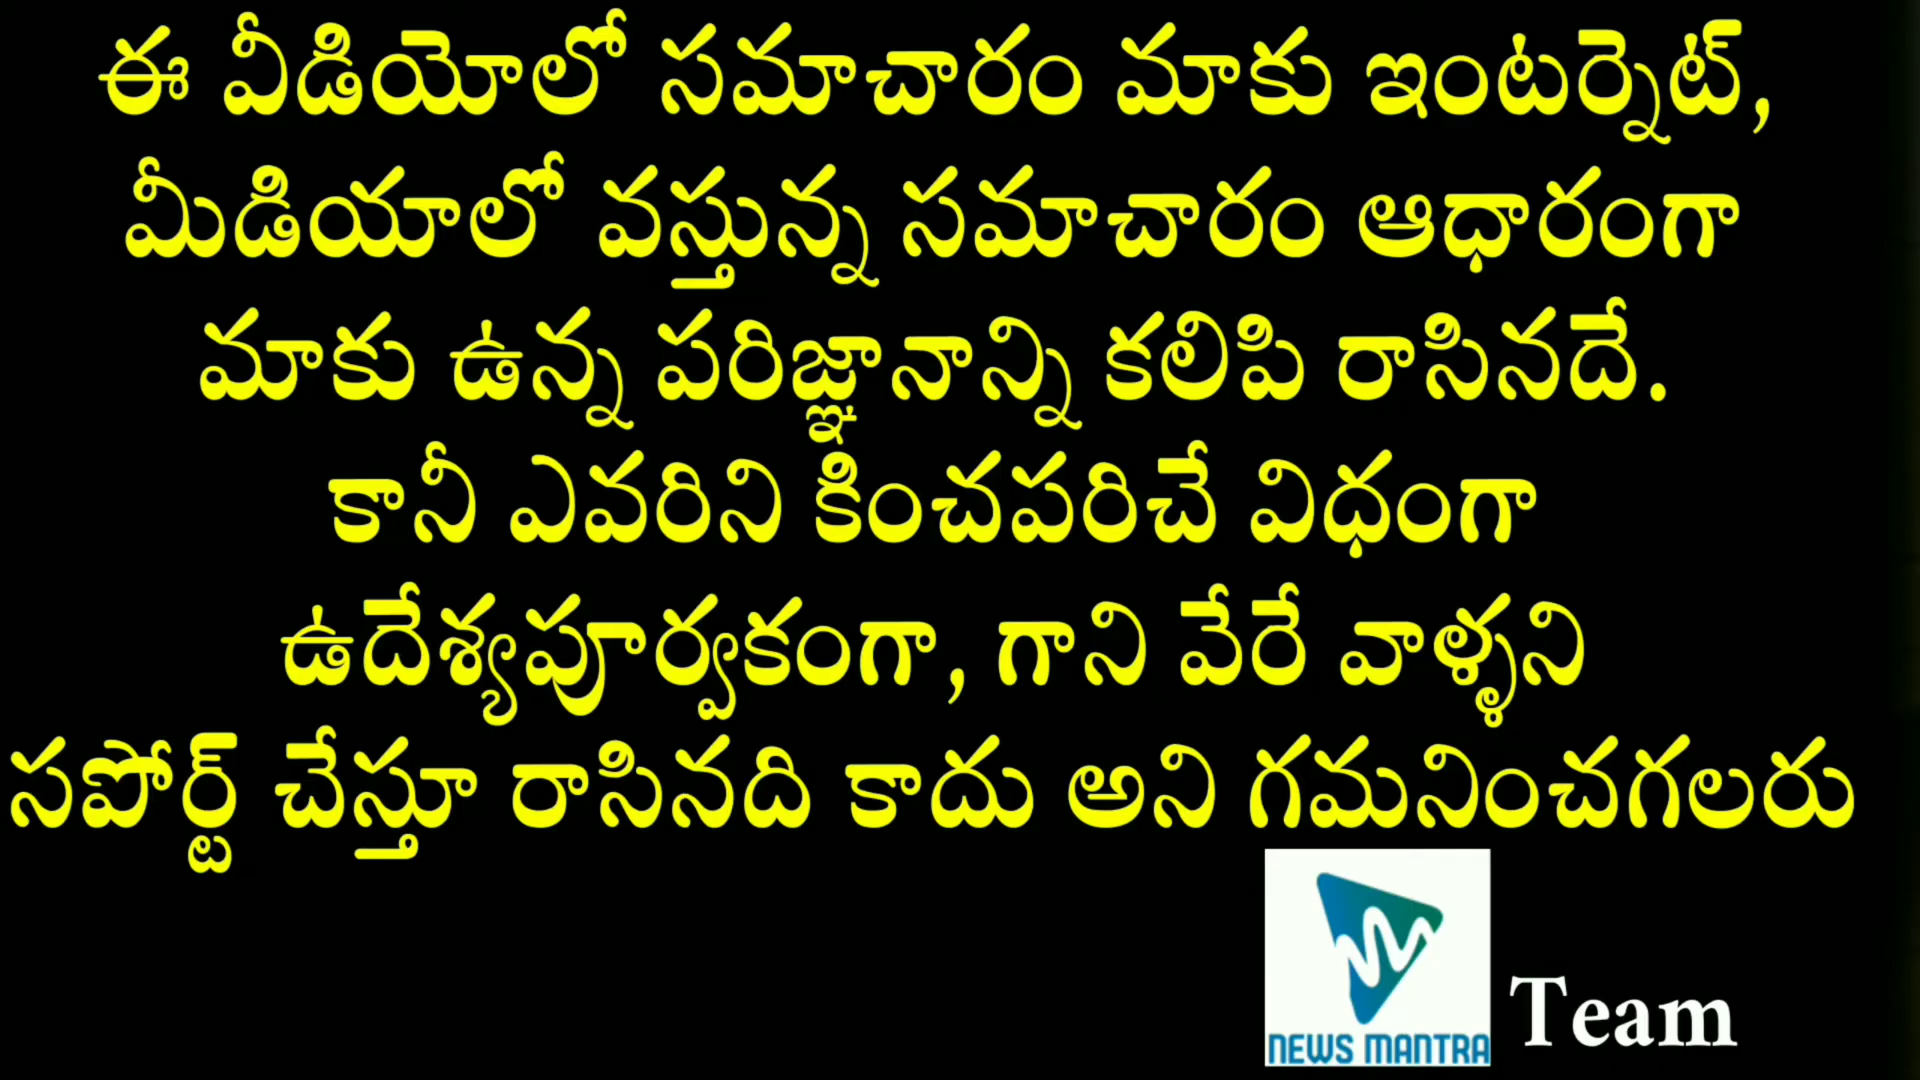 ఈ వీడియోలో సమాచారం మాకు ఇంటర్నెట్,
మీడియాలో వస్తున్న సమాచారం ఆధారంగా
మాకు ఉన్న పరిజ్ఞానాన్ని కలిపి రాసినదే.
కానీ ఎవరిని కించపరిచే విధంగా
ఉదేశ్యపూర్వకంగా, గాని వేరే వాళ్ళని
సపోర్ట్ చేస్తూ రాసినది కాదు అని గమనించగలరు
NEWS MANTRA Team